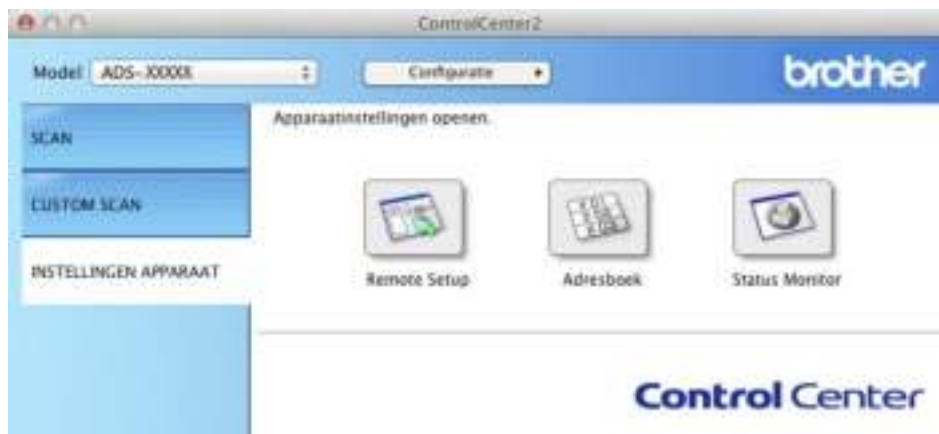 ControlCenter2
Model ADS-XXXXX Configuratie
brother
SCAN
CUSTOM SCAN
INSTELLINGEN APPARAAT
Apparaatinstellingen openen.
Remote Setup Adresboek Status Monitor
Control Center